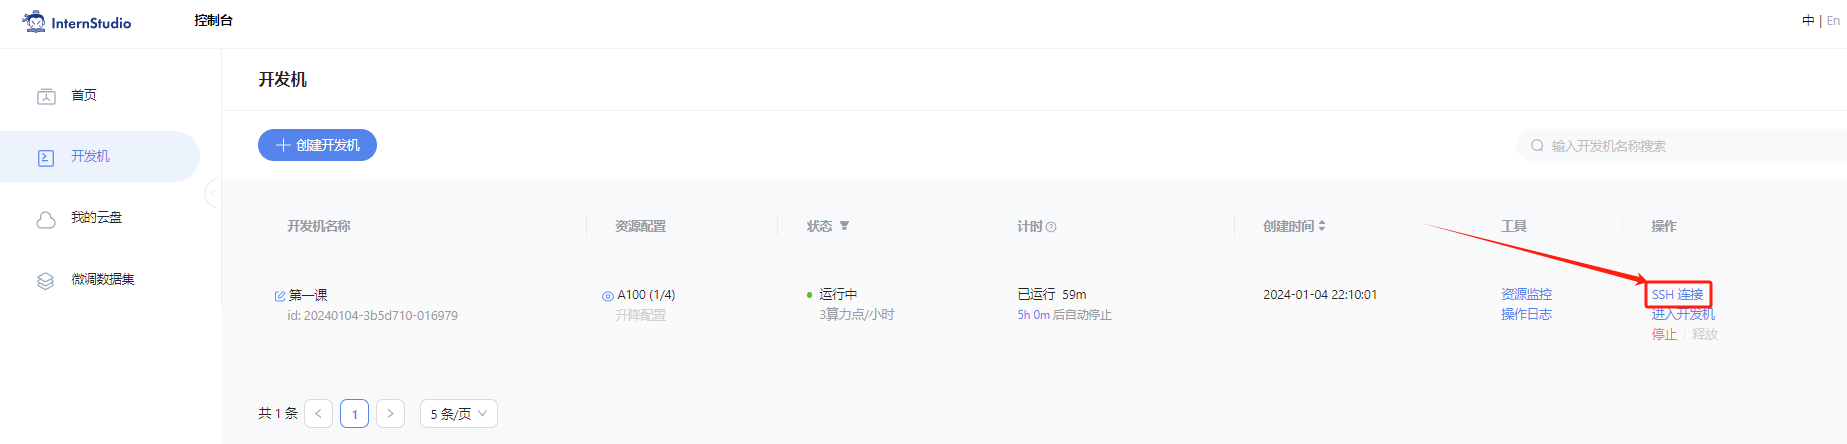 InternStudio
控制台
中 | En
首页
开发机
我的云盘
微调数据集
开发机
创建开发机
输入开发机名称搜索
开发机名称 资源配置 状态 计时 创建时间 工具 操作
第一课 A100 (1/4) 运行中 已运行 59m 2024-01-04 22:10:01 资源监控 SSH 连接
id: 20240104-3b5d710-016979 升降配置 3算力点/小时 5h 0m 后自动停止 操作日志 进入开发机
停止 释放
共 1 条 < 1 > 5 条/页